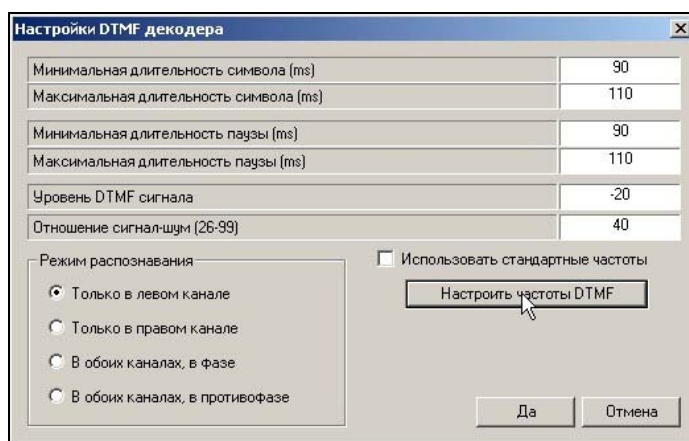 Настройки DTMF декодера
Минимальная длительность символа (ms) 90
Максимальная длительность символа (ms) 110
Минимальная длительность паузы (ms) 90
Максимальная длительность паузы (ms) 110
Уровень DTMF сигнала -20
Отношение сигнал-шум (26-99) 40
Режим распознавания
Только в левом канале
Только в правом канале
В обоих каналах, в фазе
В обоих каналах, в противофазе
Использовать стандартные частоты
Настроить частоты DTMF
Да Отмена